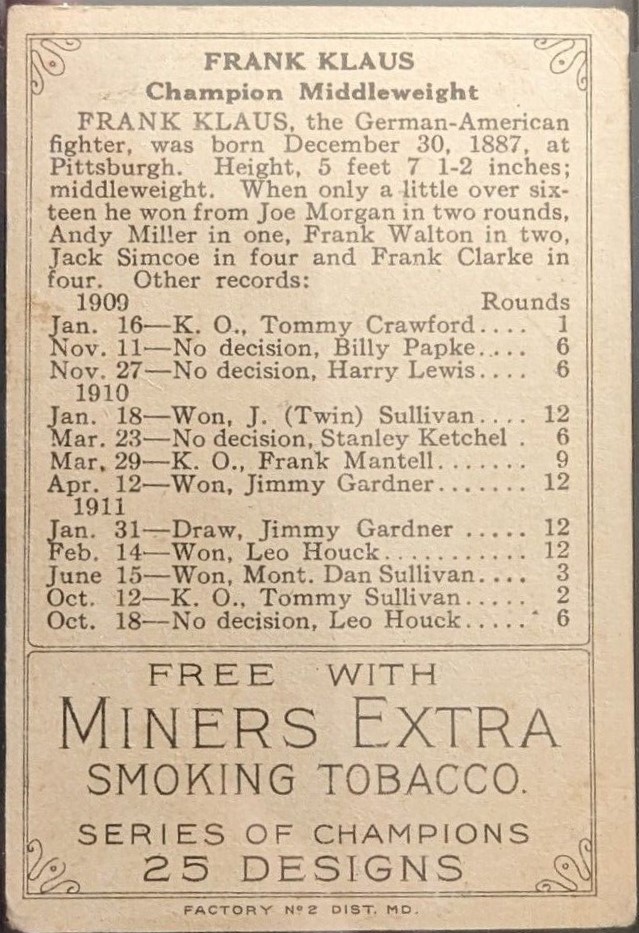 FRANK KLAUS
Champion Middleweight
FRANK KLAUS, the German-American
fighter, was born December 30, 1887, at
Pittsburgh. Height, 5 feet 7 1-2 inches;
middleweight. When only a little over six-
teen he won from Joe Morgan in two rounds,
Andy Miller in one, Frank Walton in two,
Jack Simcoe in four and Frank Clarke in
four. Other records:
1909 Rounds
Jan. 16—K. O., Tommy Crawford.... 1
Nov. 11—No decision, Billy Papke.... 6
Nov. 27—No decision, Harry Lewis.... 6
1910
Jan. 18—Won, J. (Twin) Sullivan.... 12
Mar. 23—No decision, Stanley Ketchel . 6
Mar. 29—K. O., Frank Mantell....... 9
Apr. 12—Won, Jimmy Gardner....... 12
1911
Jan. 31—Draw, Jimmy Gardner ..... 12
Feb. 14—Won, Leo Houck........... 12
June 15—Won, Mont. Dan Sullivan.... 3
Oct. 12—K. O., Tommy Sullivan..... 2
Oct. 18—No decision, Leo Houck..... 6
FREE WITH
MINERS EXTRA
SMOKING TOBACCO.
SERIES OF CHAMPIONS
25 DESIGNS
FACTORY Nº 2 DIST. MD.